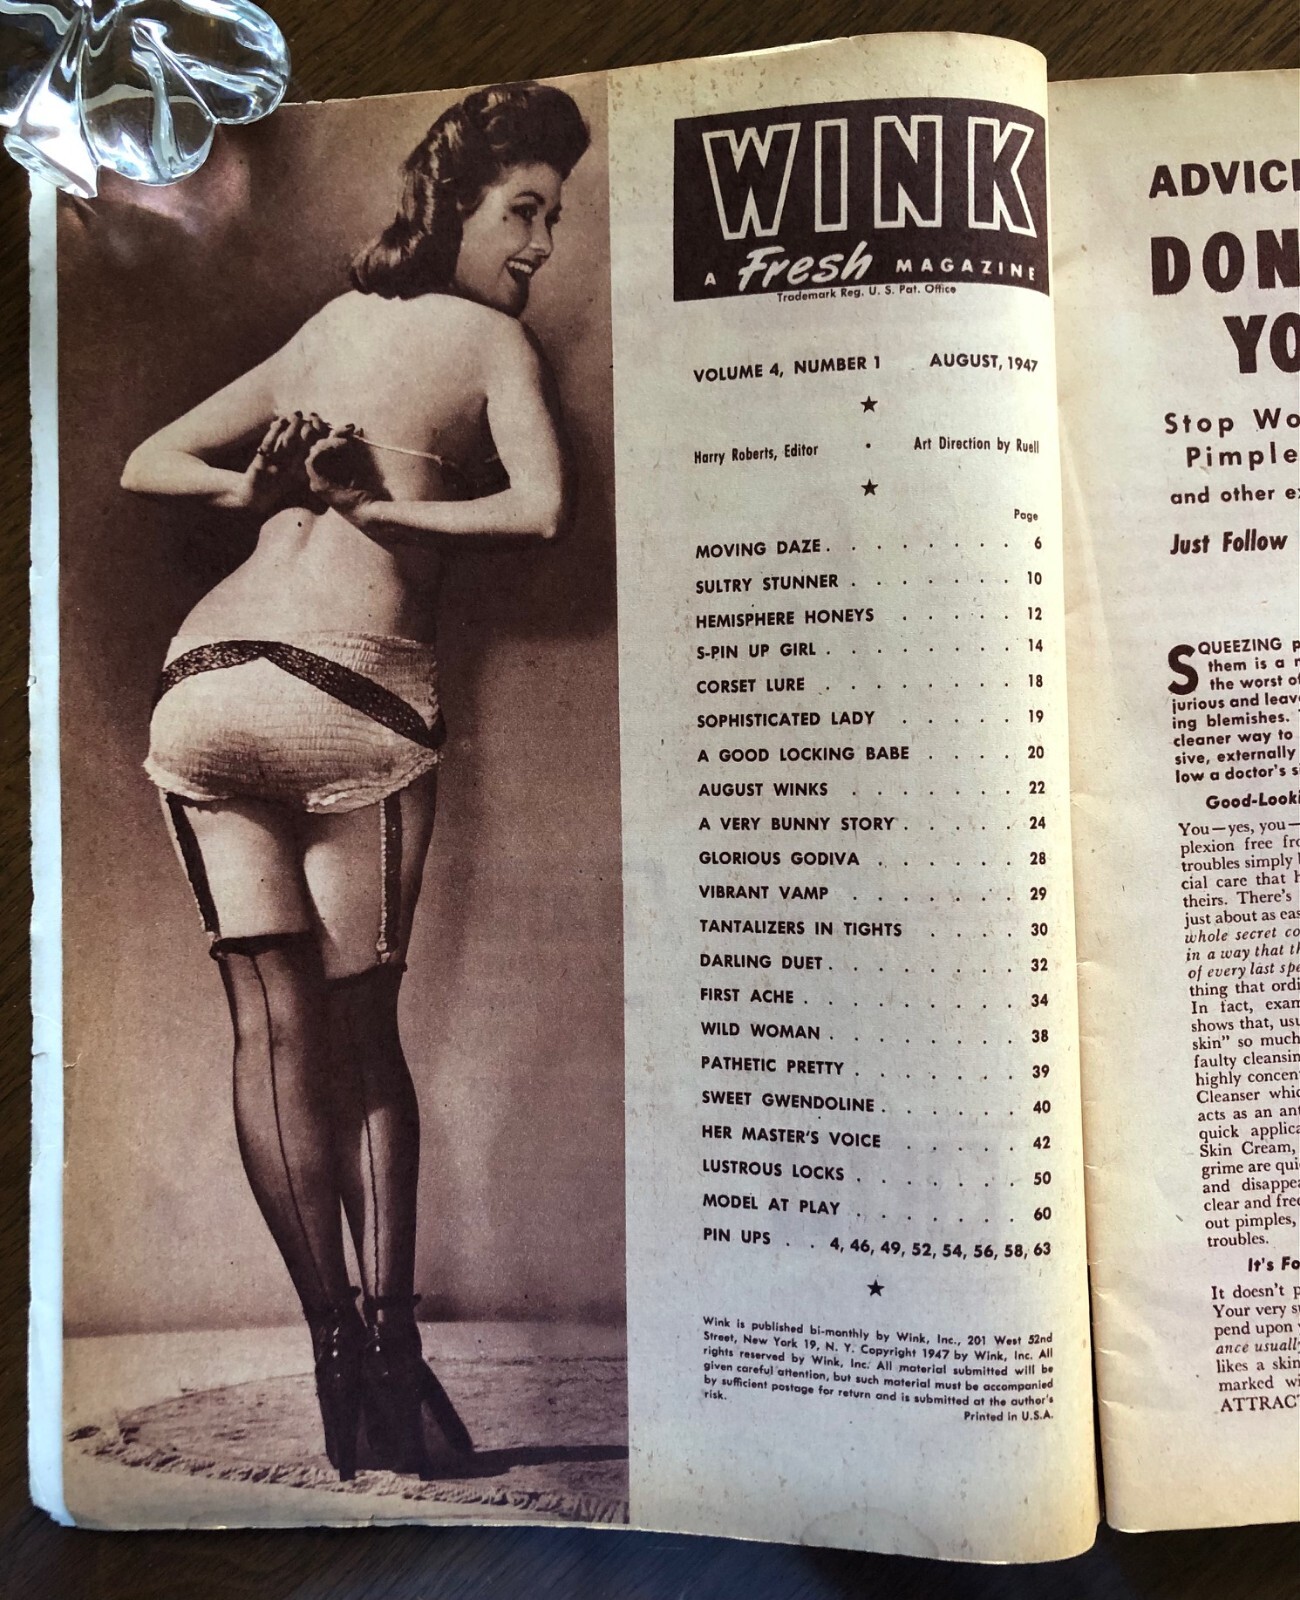 WINK
A Fresh MAGAZINE
Trademark Reg. U. S. Pat. Office
VOLUME 4, NUMBER 1 AUGUST, 1947
Harry Roberts, Editor • Art Direction by Ruell
Page
MOVING DAZE . . . . . . . . 6
SULTRY STUNNER . . . . . . . 10
HEMISPHERE HONEYS . . . . . 12
S-PIN UP GIRL . . . . . . . . 14
CORSET LURE . . . . . . . . 18
SOPHISTICATED LADY . . . . . 19
A GOOD LOCKING BABE . . . . 20
AUGUST WINKS . . . . . . . 22
A VERY BUNNY STORY . . . . . 24
GLORIOUS GODIVA . . . . . . 28
VIBRANT VAMP . . . . . . . 29
TANTALIZERS IN TIGHTS . . . . 30
DARLING DUET . . . . . . . . 32
FIRST ACHE . . . . . . . . 34
WILD WOMAN . . . . . . . . 38
PATHETIC PRETTY . . . . . . . 39
SWEET GWENDOLINE . . . . . . 40
HER MASTER'S VOICE . . . . . 42
LUSTROUS LOCKS . . . . . . . 50
MODEL AT PLAY . . . . . . . 60
PIN UPS . . 4, 46, 49, 52, 54, 56, 58, 63
Wink is published bi-monthly by Wink, Inc., 201 West 52nd
Street, New York 19, N. Y. Copyright 1947 by Wink, Inc. All
rights reserved by Wink, Inc. All material submitted will be
given careful attention, but such material must be accompanied
by sufficient postage for return and is submitted at the author's
risk.
Printed in U.S.A.
ADVIC
DON
YO
Stop Wo
Pimple
and other e
Just Follow
SQUEEZING p
them is a
the worst of
jurious and leav
ing blemishes.
cleaner way to
sive, externally
low a doctor's
Good-Looki
You—yes, you—
plexion free fro
troubles simply
cial care that
theirs. There's
just about as eas
whole secret co
in a way that th
of every last spe
thing that ordi
In fact, exam
shows that, usu
skin" so much
faulty cleansin
highly concen
Cleanser whic
acts as an ant
quick applica
Skin Cream,
grime are qui
and disappea
clear and free
out pimples,
troubles.
It's Fo
It doesn't p
Your very s
pend upon
ance usually
likes a skin
marked wi
ATTRAC